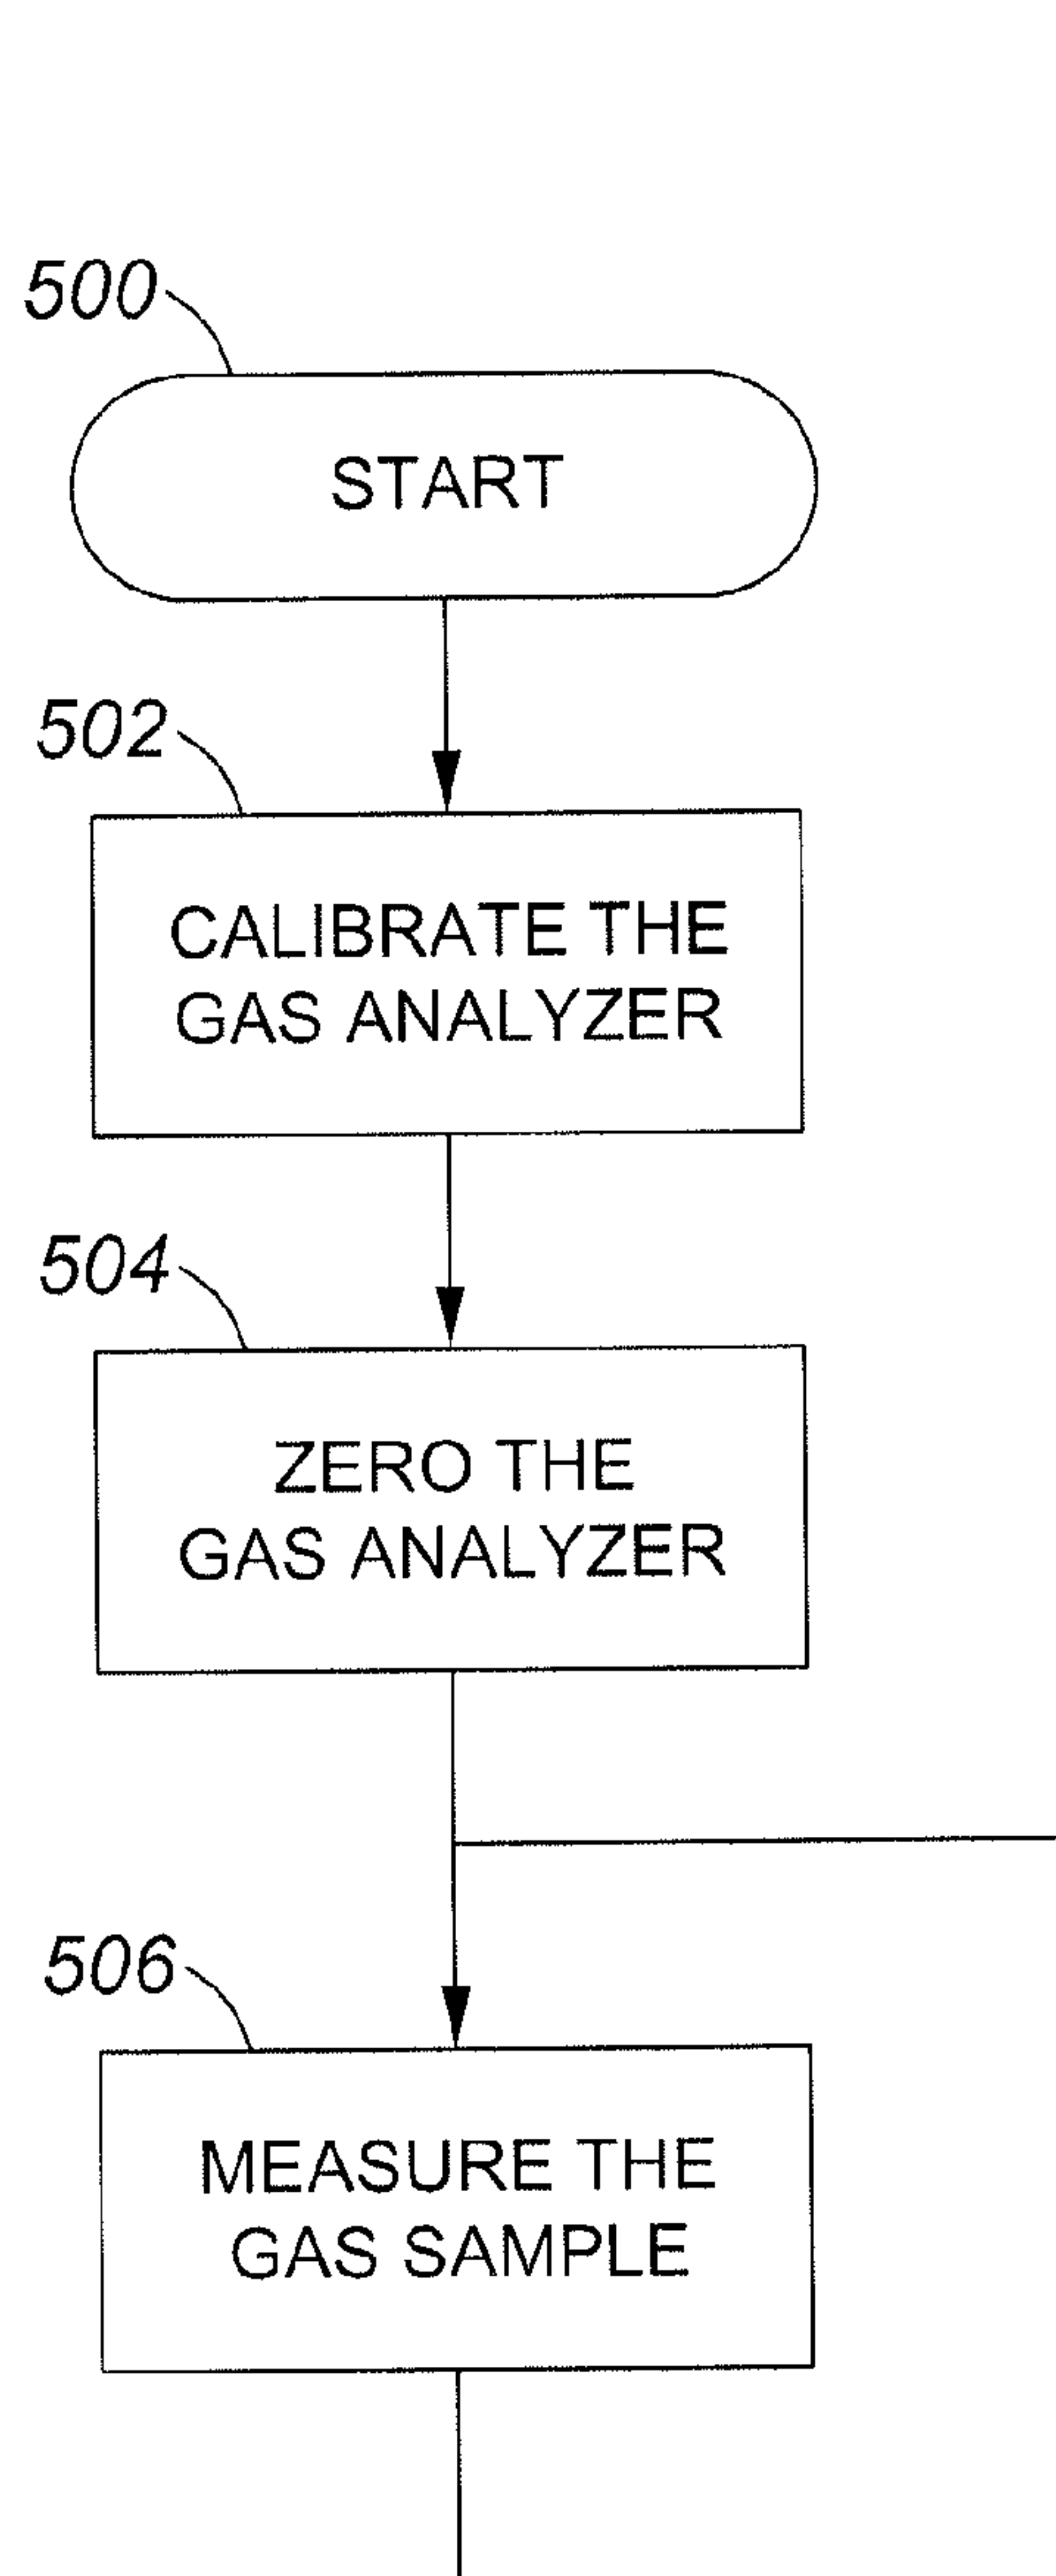 500
START
502
CALIBRATE THE
GAS ANALYZER
504
ZERO THE
GAS ANALYZER
506
MEASURE THE
GAS SAMPLE